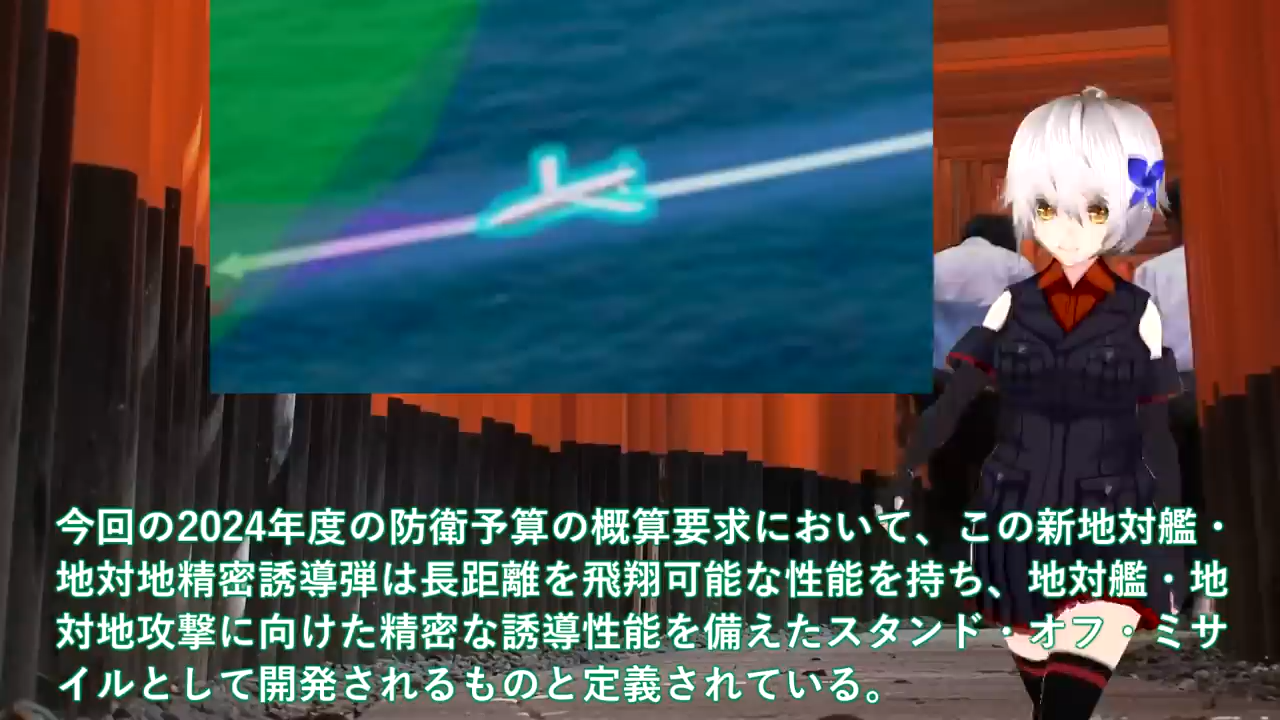 今回の2024年度の防衛予算の概算要求において、この新地対艦・
地対地精密誘導弾は長距離を飛翔可能な性能を持ち、地対艦・地
対地攻撃に向けた精密な誘導性能を備えたスタンド・オフ・ミサ
イルとして開発されるものと定義されている。